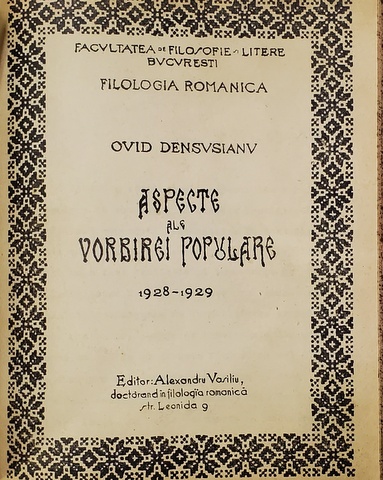 FACULTATEA DE FILOSOFIE ȘI LITERE
BUCUREȘTI
FILOLOGIA ROMANICA
OVID DENSVSIANV
ASPECTE
ALE
VORBIREI POPULARE
1928-1929
Editor: Alexandru Vasiliu,
doctorand în filologia romanică
str. Leonida 9